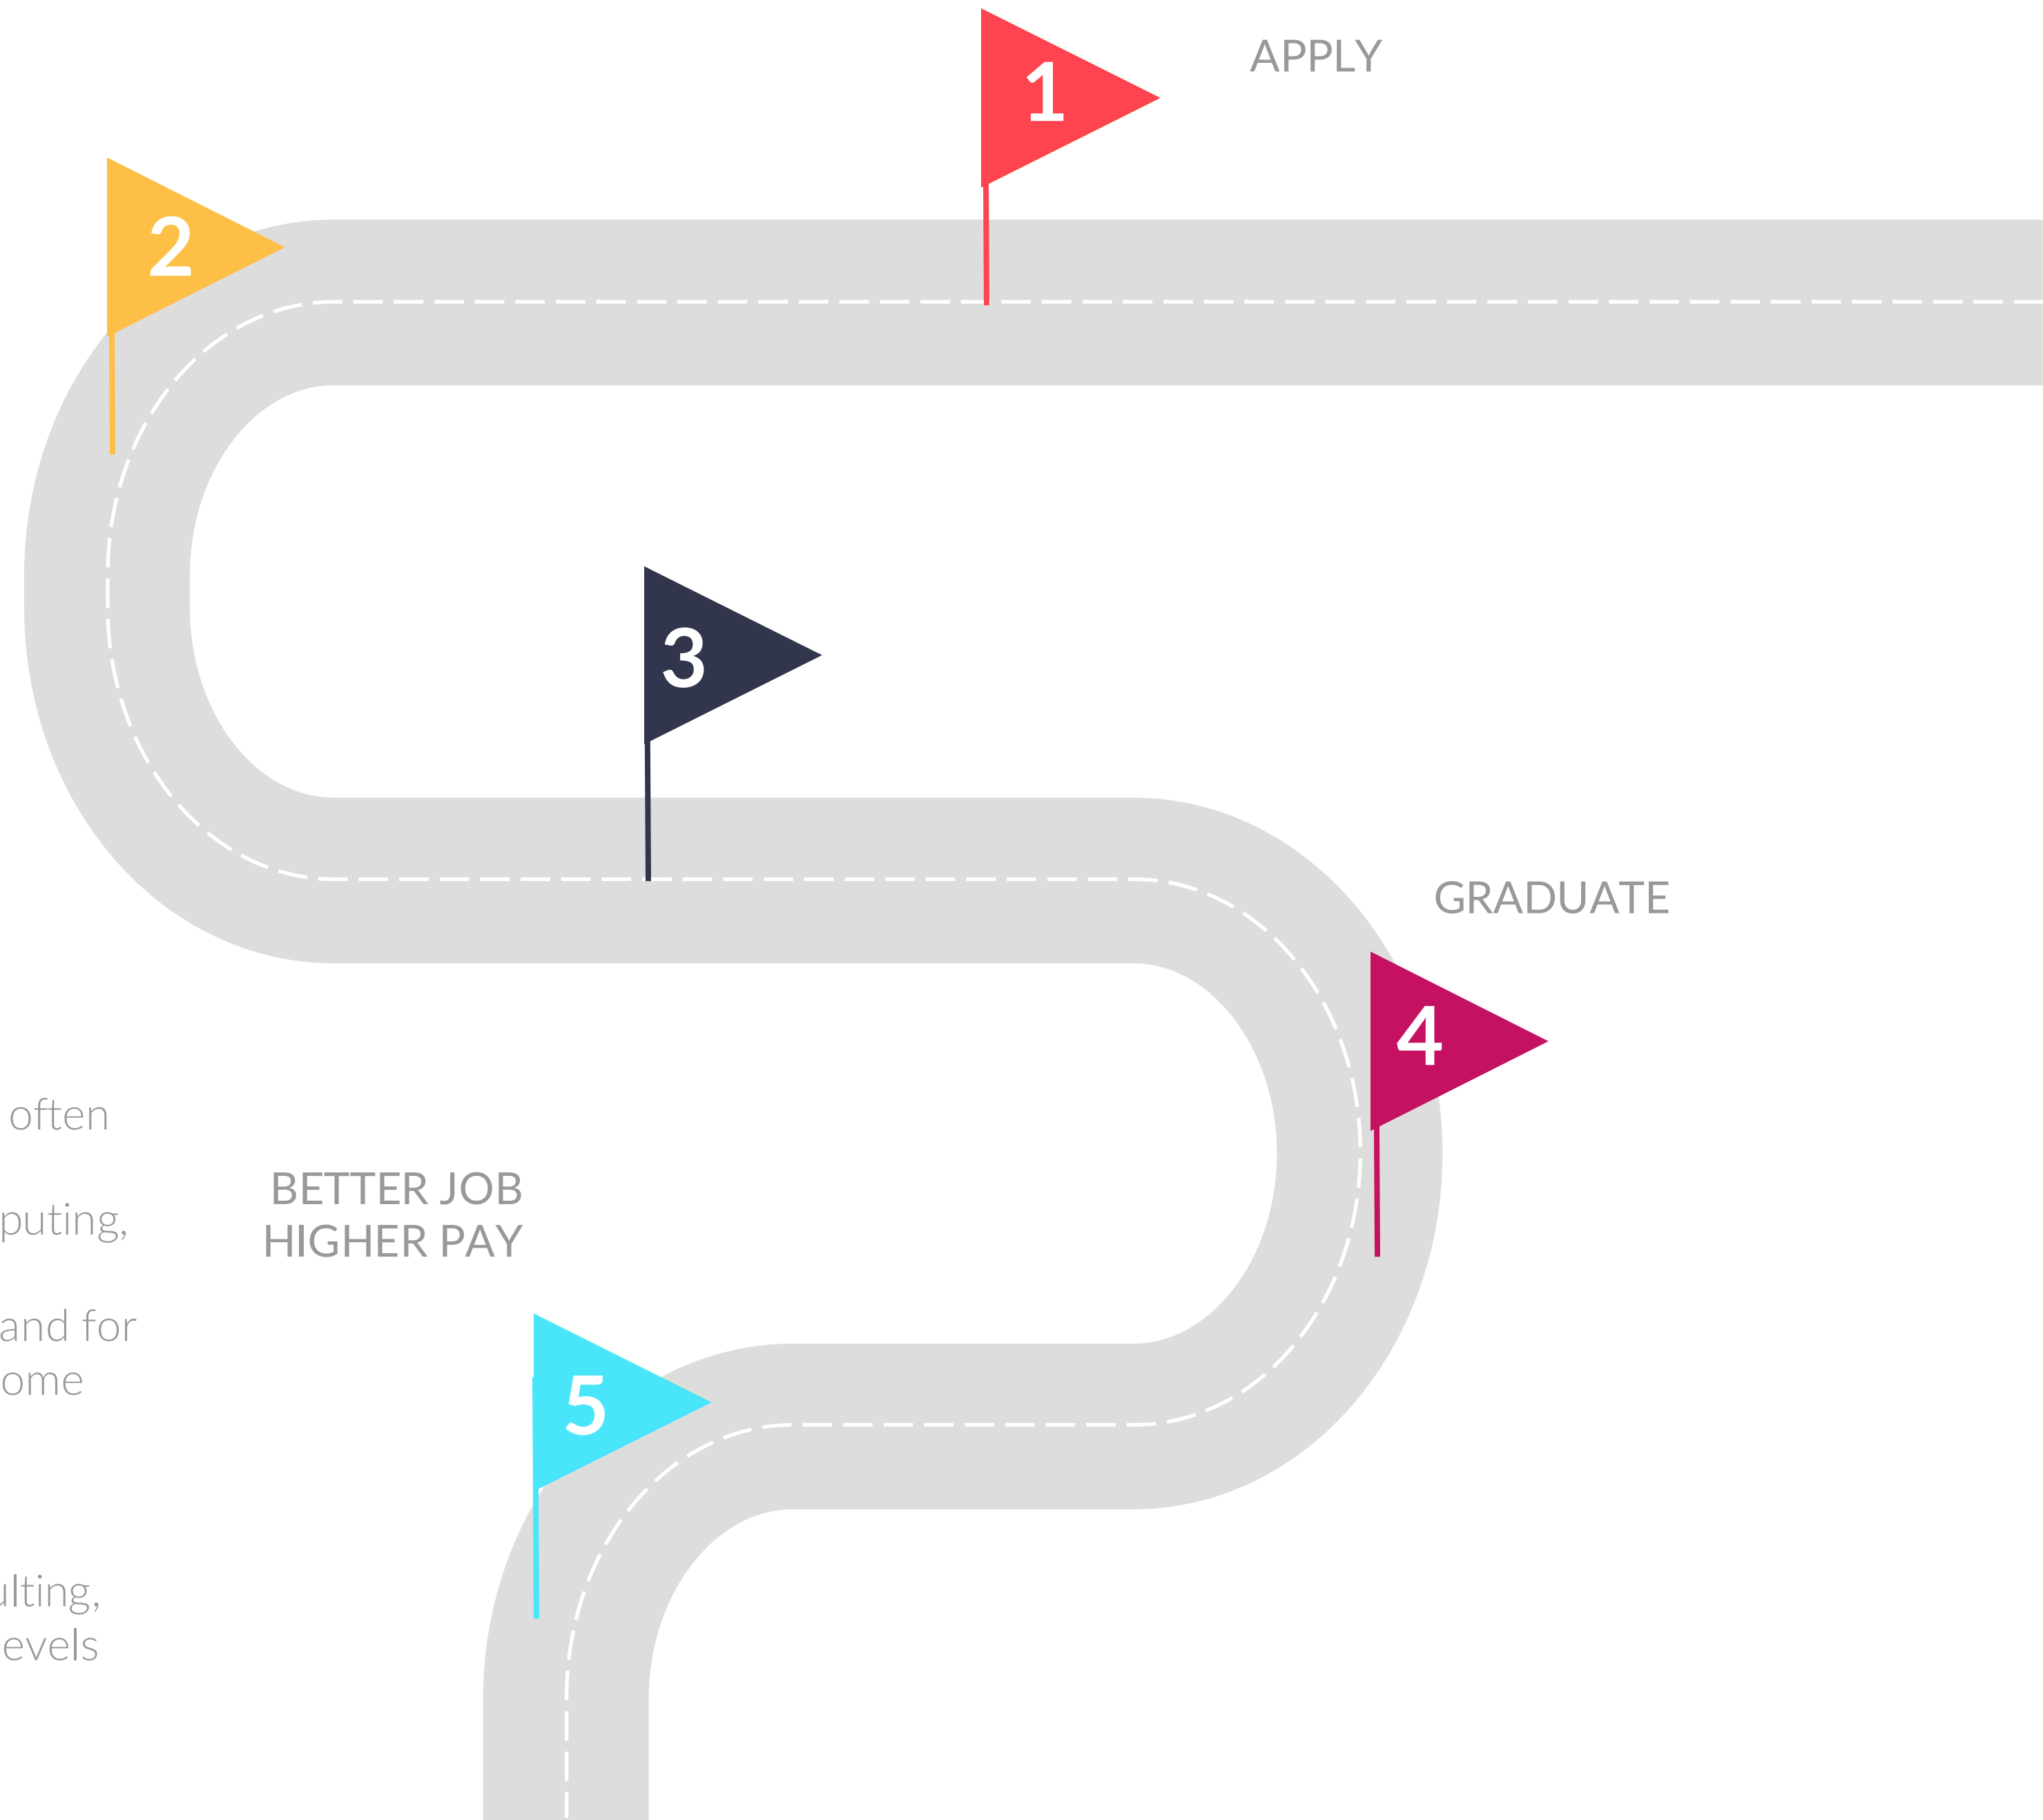 1
APPLY
2
3
GRADUATE
4
often
BETTER JOB
HIGHER PAY
puting,
and for
ome
5
ulting,
evels